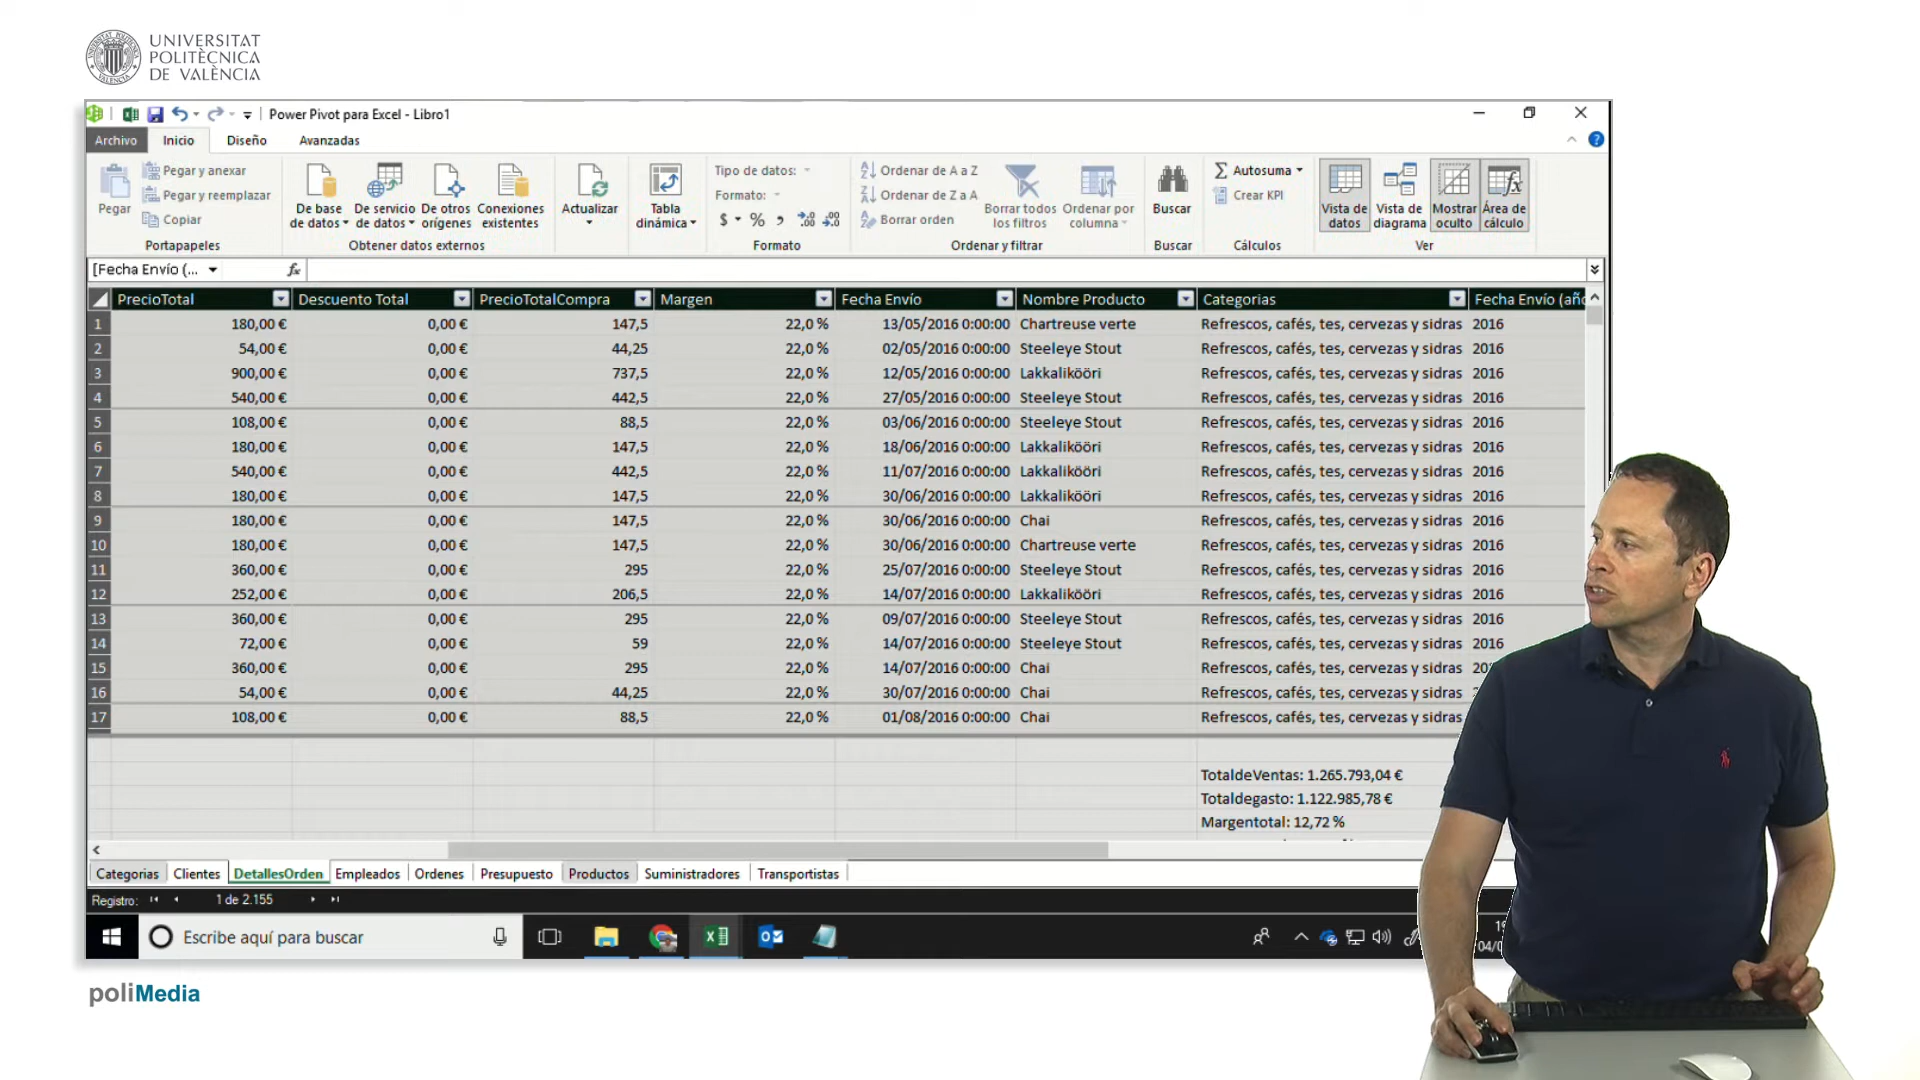 UNIVERSITAT
POLITÈCNICA
DE VALÈNCIA
Power Pivot para Excel - Libro1
Archivo Inicio Diseño Avanzadas
Pegar
Pegar y anexar
Pegar y reemplazar
Copiar
Portapapeles
De base de datos
De servicio de datos
De otros orígenes
Conexiones existentes
Obtener datos externos
Actualizar
Tabla dinámica
Tipo de datos:
Formato:
$ %
Formato
Ordenar de A a Z
Ordenar de Z a A
Borrar orden
Borrar todos los filtros
Ordenar por columna
Ordenar y filtrar
Buscar
Buscar
Autosuma
Crear KPI
Cálculos
Vista de datos
Vista de diagrama
Mostrar oculto
Área de cálculo
Ver
[Fecha Envío (... fx
PrecioTotal Descuento Total PrecioTotalCompra Margen Fecha Envío Nombre Producto Categorias Fecha Envío (año
1 180,00 € 0,00 € 147,5 22,0 % 13/05/2016 0:00:00 Chartreuse verte Refrescos, cafés, tes, cervezas y sidras 2016
2 54,00 € 0,00 € 44,25 22,0 % 02/05/2016 0:00:00 Steeleye Stout Refrescos, cafés, tes, cervezas y sidras 2016
3 900,00 € 0,00 € 737,5 22,0 % 12/05/2016 0:00:00 Lakkalikööri Refrescos, cafés, tes, cervezas y sidras 2016
4 540,00 € 0,00 € 442,5 22,0 % 27/05/2016 0:00:00 Steeleye Stout Refrescos, cafés, tes, cervezas y sidras 2016
5 108,00 € 0,00 € 88,5 22,0 % 03/06/2016 0:00:00 Steeleye Stout Refrescos, cafés, tes, cervezas y sidras 2016
6 180,00 € 0,00 € 147,5 22,0 % 18/06/2016 0:00:00 Lakkalikööri Refrescos, cafés, tes, cervezas y sidras 2016
7 540,00 € 0,00 € 442,5 22,0 % 11/07/2016 0:00:00 Lakkalikööri Refrescos, cafés, tes, cervezas y sidras 2016
8 180,00 € 0,00 € 147,5 22,0 % 30/06/2016 0:00:00 Lakkalikööri Refrescos, cafés, tes, cervezas y sidras 2016
9 180,00 € 0,00 € 147,5 22,0 % 30/06/2016 0:00:00 Chai Refrescos, cafés, tes, cervezas y sidras 2016
10 180,00 € 0,00 € 147,5 22,0 % 30/06/2016 0:00:00 Chartreuse verte Refrescos, cafés, tes, cervezas y sidras 2016
11 360,00 € 0,00 € 295 22,0 % 25/07/2016 0:00:00 Steeleye Stout Refrescos, cafés, tes, cervezas y sidras 2016
12 252,00 € 0,00 € 206,5 22,0 % 14/07/2016 0:00:00 Lakkalikööri Refrescos, cafés, tes, cervezas y sidras 2016
13 360,00 € 0,00 € 295 22,0 % 09/07/2016 0:00:00 Steeleye Stout Refrescos, cafés, tes, cervezas y sidras 2016
14 72,00 € 0,00 € 59 22,0 % 14/07/2016 0:00:00 Steeleye Stout Refrescos, cafés, tes, cervezas y sidras 2016
15 360,00 € 0,00 € 295 22,0 % 14/07/2016 0:00:00 Chai Refrescos, cafés, tes, cervezas y sidras
16 54,00 € 0,00 € 44,25 22,0 % 30/07/2016 0:00:00 Chai Refrescos, cafés, tes, cervezas y sidras
17 108,00 € 0,00 € 88,5 22,0 % 01/08/2016 0:00:00 Chai Refrescos, cafés, tes, cervezas y sidras
TotaldeVentas: 1.265.793,04 €
Totaldegasto: 1.122.985,78 €
Margentotal: 12,72 %
Categorias Clientes DetallesOrden Empleados Ordenes Presupuesto Productos Suministradores Transportistas
Registro: 1 de 2.155
Escribe aquí para buscar
poliMedia